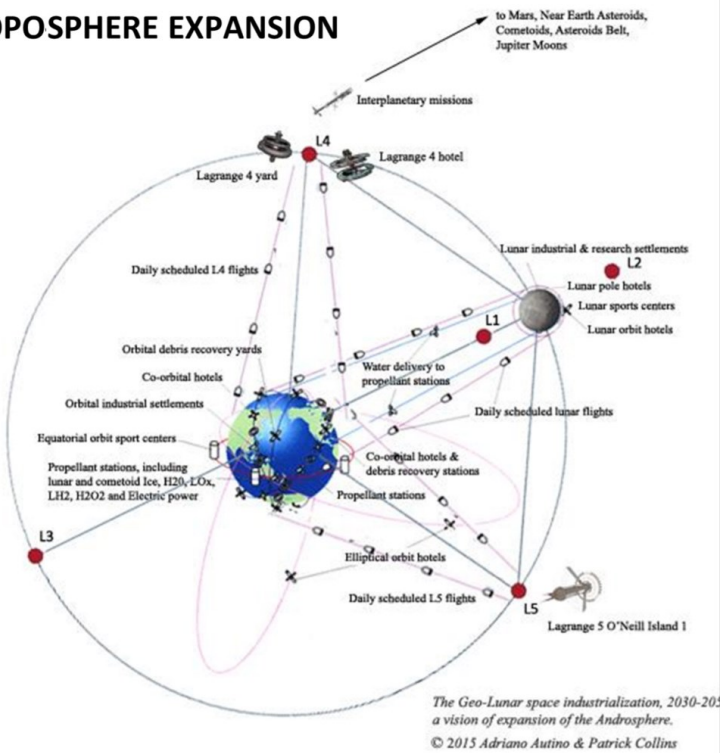 OPOSPHERE EXPANSION
to Mars, Near Earth Asteroids,
Cometoids, Asteroids Belt,
Jupiter Moons
Interplanetary missions
L4
Lagrange 4 hotel
Lagrange 4 yard
Lunar industrial & research settlements
L2
Daily scheduled L4 flights
Lunar pole hotels
Lunar sports centers
L1
Lunar orbit hotels
Orbital debris recovery yards
Water delivery to
propellant stations
Co-orbital hotels
Orbital industrial settlements
Daily scheduled lunar flights
Equatorial orbit sport centers
Co-orbital hotels &
debris recovery stations
Propellant stations, including
lunar and cometoid Ice, H20, LOx,
LH2, H2O2 and Electric power
Propellant stations
L3
Elliptical orbit hotels
Daily scheduled L5 flights
L5
Lagrange 5 O'Neill Island 1
The Geo-Lunar space industrialization, 2030-205
a vision of expansion of the Androsphere.
© 2015 Adriano Autino & Patrick Collins